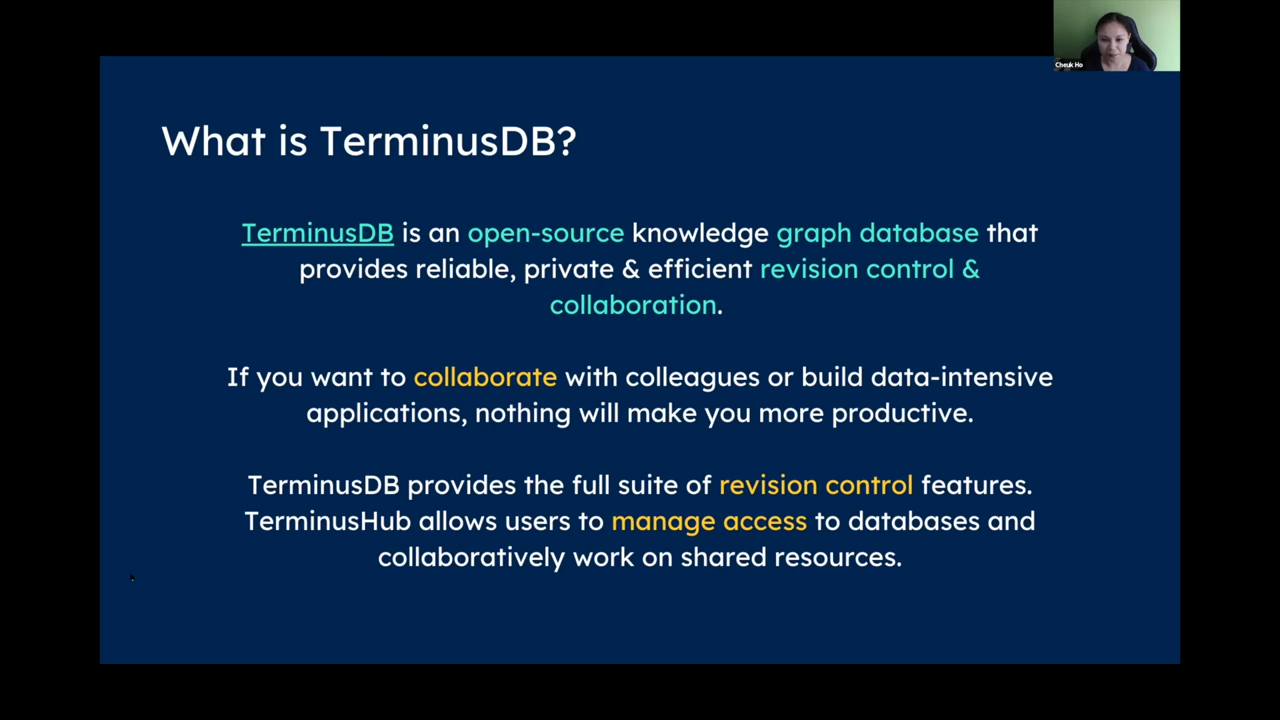 Cheuk Ho
What is TerminusDB?
TerminusDB is an open-source knowledge graph database that
provides reliable, private & efficient revision control &
collaboration.
If you want to collaborate with colleagues or build data-intensive
applications, nothing will make you more productive.
TerminusDB provides the full suite of revision control features.
TerminusHub allows users to manage access to databases and
collaboratively work on shared resources.